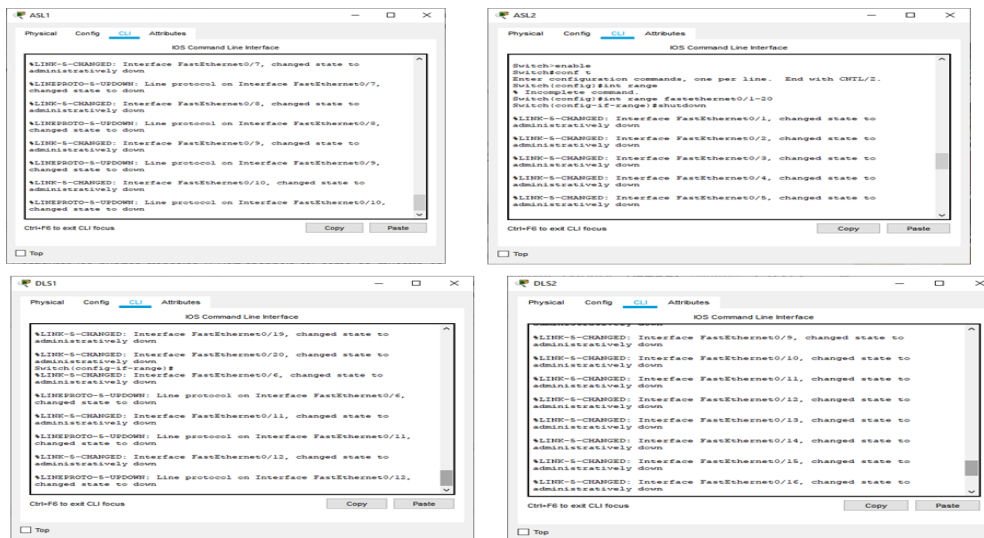 ASL1
Physical Config CLI Attributes
IOS Command Line Interface
%LINK-5-CHANGED: Interface FastEthernet0/7, changed state to
administratively down
%LINEPROTO-5-UPDOWN: Line protocol on Interface FastEthernet0/7,
changed state to down
%LINK-5-CHANGED: Interface FastEthernet0/8, changed state to
administratively down
%LINEPROTO-5-UPDOWN: Line protocol on Interface FastEthernet0/8,
changed state to down
%LINK-5-CHANGED: Interface FastEthernet0/9, changed state to
administratively down
%LINEPROTO-5-UPDOWN: Line protocol on Interface FastEthernet0/9,
changed state to down
%LINK-5-CHANGED: Interface FastEthernet0/10, changed state to
administratively down
%LINEPROTO-5-UPDOWN: Line protocol on Interface FastEthernet0/10,
changed state to down
Ctrl+F6 to exit CLI focus
Copy Paste
Top
ASL2
Physical Config CLI Attributes
IOS Command Line Interface
Switch>enable
Switch#conf t
Enter configuration commands, one per line. End with CNTL/Z.
Switch(config)#int range
% Incomplete command.
Switch(config)#int range fastethernet0/1-20
Switch(config-if-range)#shutdown
%LINK-5-CHANGED: Interface FastEthernet0/1, changed state to
administratively down
%LINK-5-CHANGED: Interface FastEthernet0/2, changed state to
administratively down
%LINK-5-CHANGED: Interface FastEthernet0/3, changed state to
administratively down
%LINK-5-CHANGED: Interface FastEthernet0/4, changed state to
administratively down
%LINK-5-CHANGED: Interface FastEthernet0/5, changed state to
administratively down
Ctrl+F6 to exit CLI focus
Copy Paste
Top
DLS1
Physical Config CLI Attributes
IOS Command Line Interface
%LINK-5-CHANGED: Interface FastEthernet0/19, changed state to
administratively down
%LINK-5-CHANGED: Interface FastEthernet0/20, changed state to
administratively down
Switch(config-if-range)#
%LINK-5-CHANGED: Interface FastEthernet0/6, changed state to
administratively down
%LINEPROTO-5-UPDOWN: Line protocol on Interface FastEthernet0/6,
changed state to down
%LINK-5-CHANGED: Interface FastEthernet0/11, changed state to
administratively down
%LINEPROTO-5-UPDOWN: Line protocol on Interface FastEthernet0/11,
changed state to down
%LINK-5-CHANGED: Interface FastEthernet0/12, changed state to
administratively down
%LINEPROTO-5-UPDOWN: Line protocol on Interface FastEthernet0/12,
changed state to down
Ctrl+F6 to exit CLI focus
Copy Paste
Top
DLS2
Physical Config CLI Attributes
IOS Command Line Interface
%LINK-5-CHANGED: Interface FastEthernet0/9, changed state to
administratively down
%LINK-5-CHANGED: Interface FastEthernet0/10, changed state to
administratively down
%LINK-5-CHANGED: Interface FastEthernet0/11, changed state to
administratively down
%LINK-5-CHANGED: Interface FastEthernet0/12, changed state to
administratively down
%LINK-5-CHANGED: Interface FastEthernet0/13, changed state to
administratively down
%LINK-5-CHANGED: Interface FastEthernet0/14, changed state to
administratively down
%LINK-5-CHANGED: Interface FastEthernet0/15, changed state to
administratively down
%LINK-5-CHANGED: Interface FastEthernet0/16, changed state to
administratively down
Ctrl+F6 to exit CLI focus
Copy Paste
Top